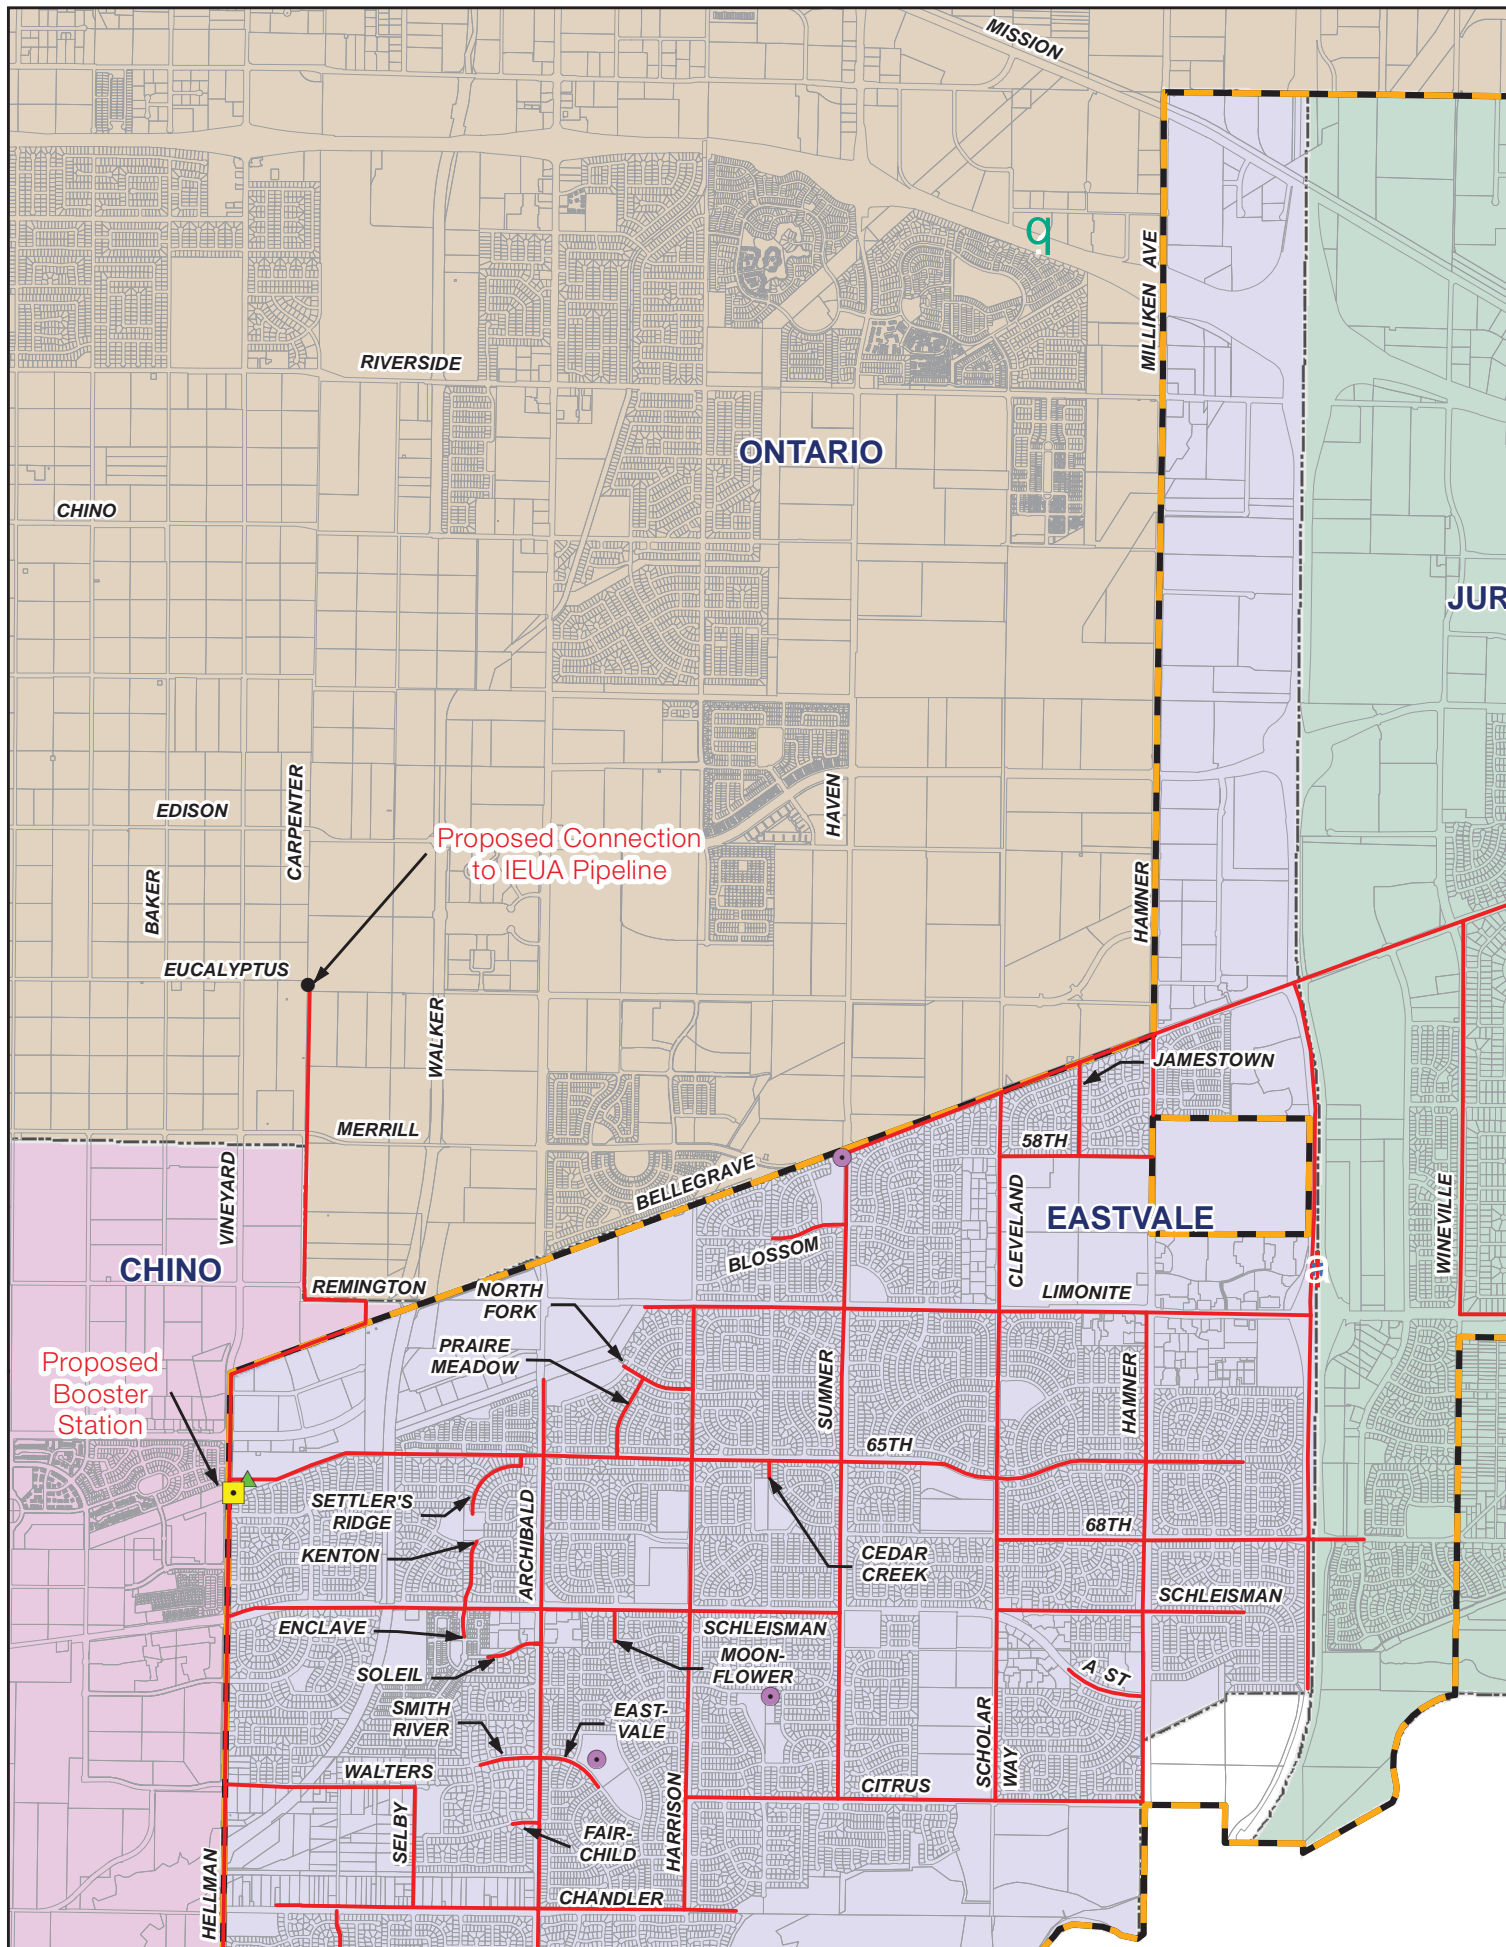 MISSION
q
MILLIKEN AVE
RIVERSIDE
ONTARIO
CHINO
JUR
CARPENTER
EDISON
HAVEN
Proposed Connection
to IEUA Pipeline
BAKER
HAMNER
EUCALYPTUS
WALKER
JAMESTOWN
MERRILL
58TH
VINEYARD
BELLEGRAVE
CLEVELAND
WINEVILLE
EASTVALE
BLOSSOM
CHINO
a
REMINGTON
NORTH
FORK
LIMONITE
PRAIRE
MEADOW
Proposed
Booster
Station
SUMNER
HAMNER
65TH
SETTLER'S
RIDGE
ARCHIBALD
68TH
KENTON
CEDAR
CREEK
SCHLEISMAN
ENCLAVE
SCHLEISMAN
SOLEIL
MOON-
FLOWER
A ST
SMITH
RIVER
EAST-
VALE
SCHOLAR
WAY
WALTERS
CITRUS
HARRISON
SELBY
FAIR-
CHILD
HELLMAN
CHANDLER